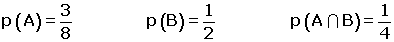 p(A) = 3/8 p(B) = 1/2 p(A ∩ B) = 1/4